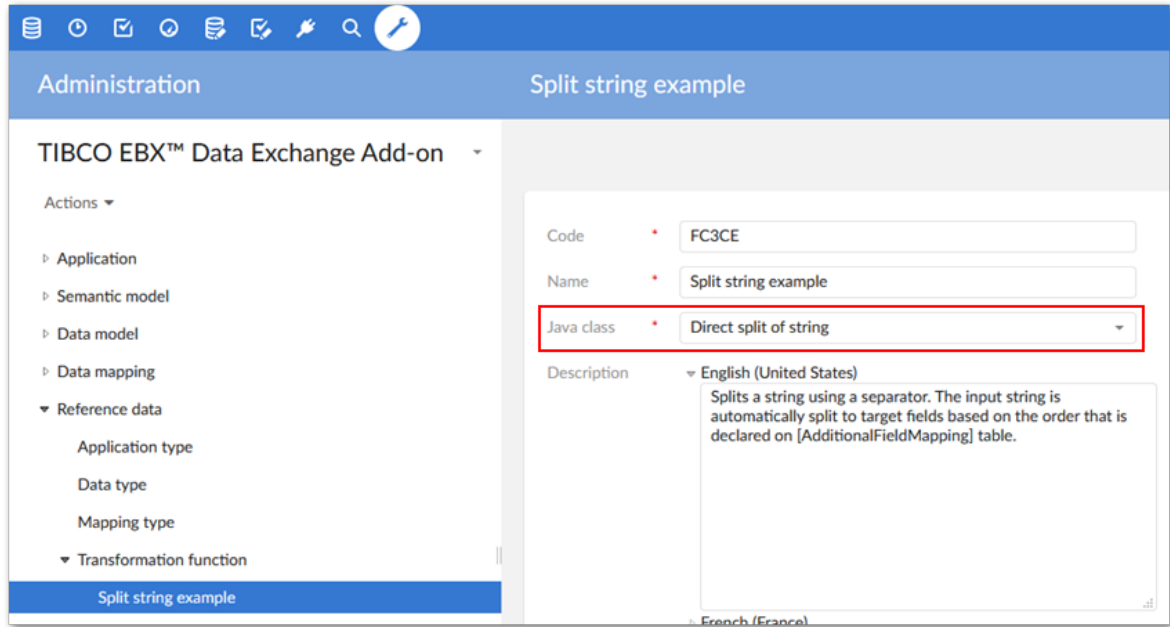 Administration
Split string example
TIBCO EBX™ Data Exchange Add-on
Actions
Application
Semantic model
Data model
Data mapping
Reference data
Application type
Data type
Mapping type
Transformation function
Split string example
Code * FC3CE
Name * Split string example
Java class * Direct split of string
Description English (United States)
Splits a string using a separator. The input string is
automatically split to target fields based on the order that is
declared on [AdditionalFieldMapping] table.
French (France)